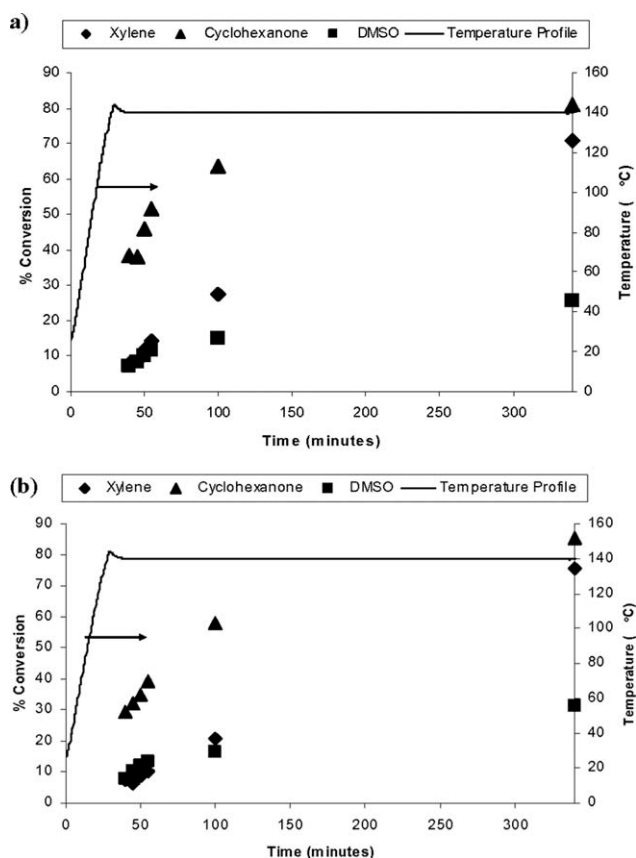 a)
Xylene Cyclohexanone DMSO Temperature Profile
90 80 70 60 50 40 30 20 10 0
% Conversion
160 140 120 100 80 60 40 20 0
Temperature ( °C)
0 50 100 150 200 250 300
Time (minutes)
(b)
Xylene Cyclohexanone DMSO Temperature Profile
90 80 70 60 50 40 30 20 10 0
% Conversion
160 140 120 100 80 60 40 20 0
Temperature ( °C)
0 50 100 150 200 250 300
Time (minutes)